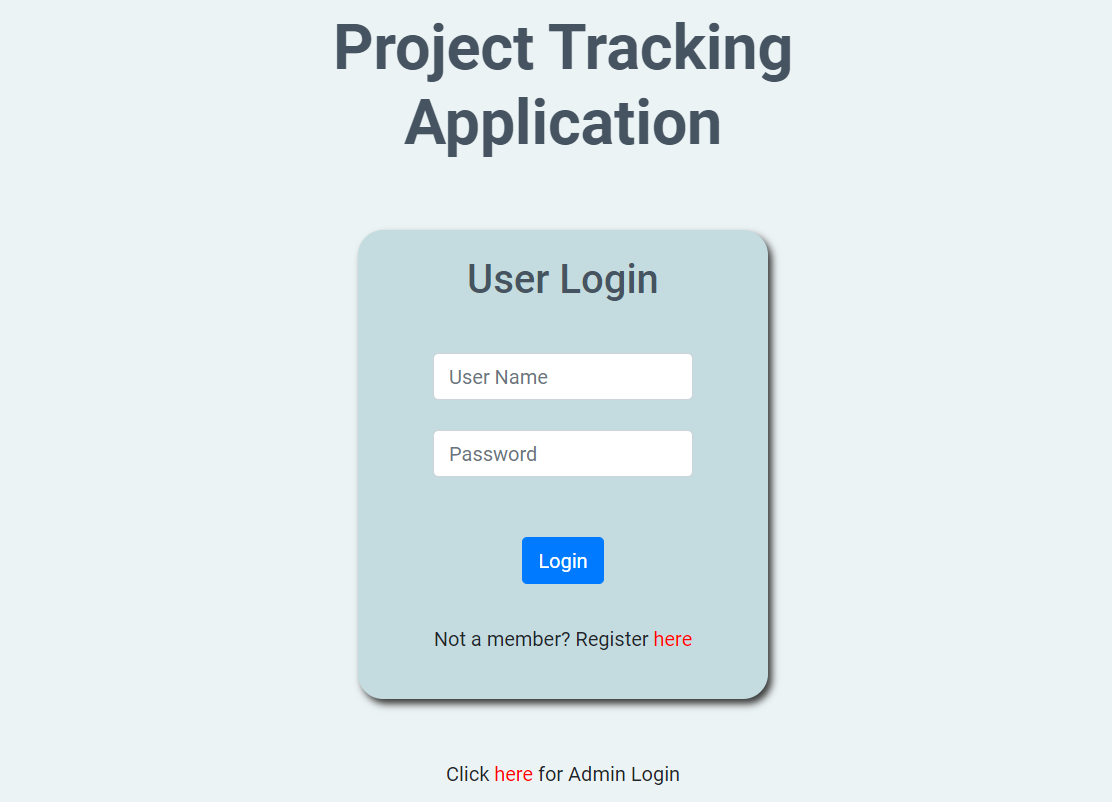 Project Tracking
Application
User Login
User Name
Password
Login
Not a member? Register here
Click here for Admin Login